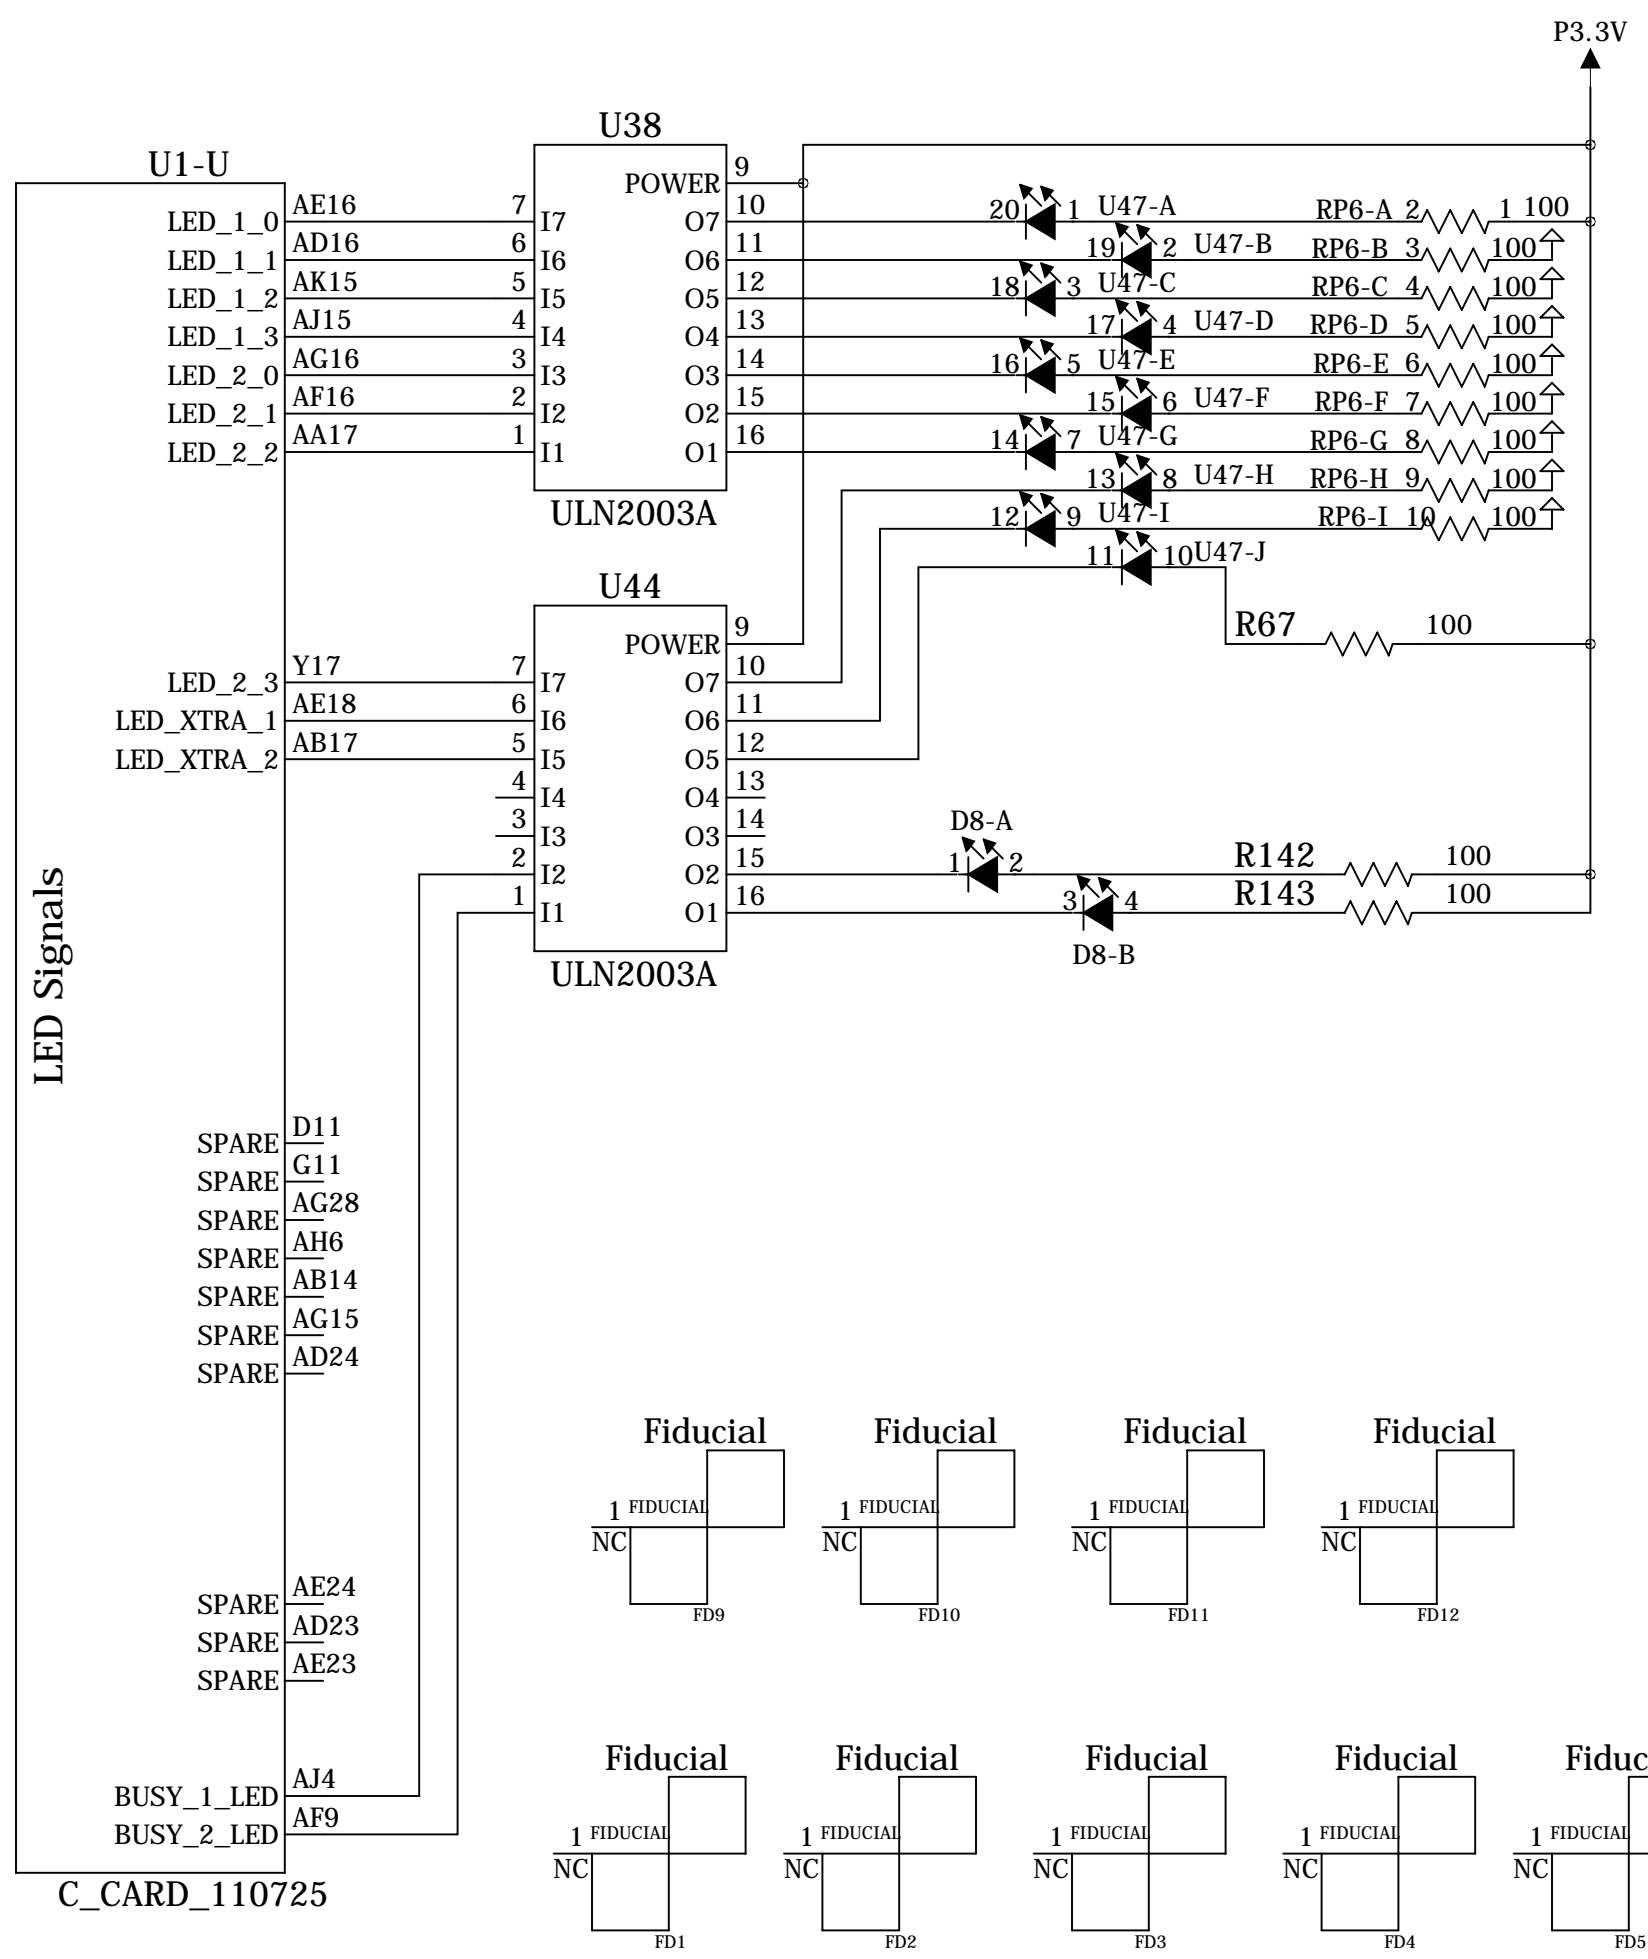 P3.3V
U38
U1-U
POWER 9
LED_1_0 AE16 7 I7 O7 10 20 1 U47-A RP6-A 2 1 100
LED_1_1 AD16 6 I6 O6 11 19 2 U47-B RP6-B 3 100
LED_1_2 AK15 5 I5 O5 12 18 3 U47-C RP6-C 4 100
LED_1_3 AJ15 4 I4 O4 13 17 4 U47-D RP6-D 5 100
LED_2_0 AG16 3 I3 O3 14 16 5 U47-E RP6-E 6 100
LED_2_1 AF16 2 I2 O2 15 15 6 U47-F RP6-F 7 100
LED_2_2 AA17 1 I1 O1 16 14 7 U47-G RP6-G 8 100
13 8 U47-H RP6-H 9 100
ULN2003A 12 9 U47-I RP6-I 10 100
11 10 U47-J
U44
POWER 9 R67 100
LED_2_3 Y17 7 I7 O7 10
LED_XTRA_1 AE18 6 I6 O6 11
LED_XTRA_2 AB17 5 I5 O5 12
4 I4 O4 13
3 I3 O3 14 D8-A
2 I2 O2 15 1 2 R142 100
1 I1 O1 16 3 4 R143 100
D8-B
ULN2003A
LED Signals
SPARE D11
SPARE G11
SPARE AG28
SPARE AH6
SPARE AB14
SPARE AG15
SPARE AD24
Fiducial Fiducial Fiducial Fiducial
1 FIDUCIAL 1 FIDUCIAL 1 FIDUCIAL 1 FIDUCIAL
NC NC NC NC
FD9 FD10 FD11 FD12
SPARE AE24
SPARE AD23
SPARE AE23
Fiducial Fiducial Fiducial Fiducial Fiduc
BUSY_1_LED AJ4
BUSY_2_LED AF9
1 FIDUCIAL 1 FIDUCIAL 1 FIDUCIAL 1 FIDUCIAL 1 FIDUCIAL
NC NC NC NC NC
C_CARD_110725
FD1 FD2 FD3 FD4 FD5